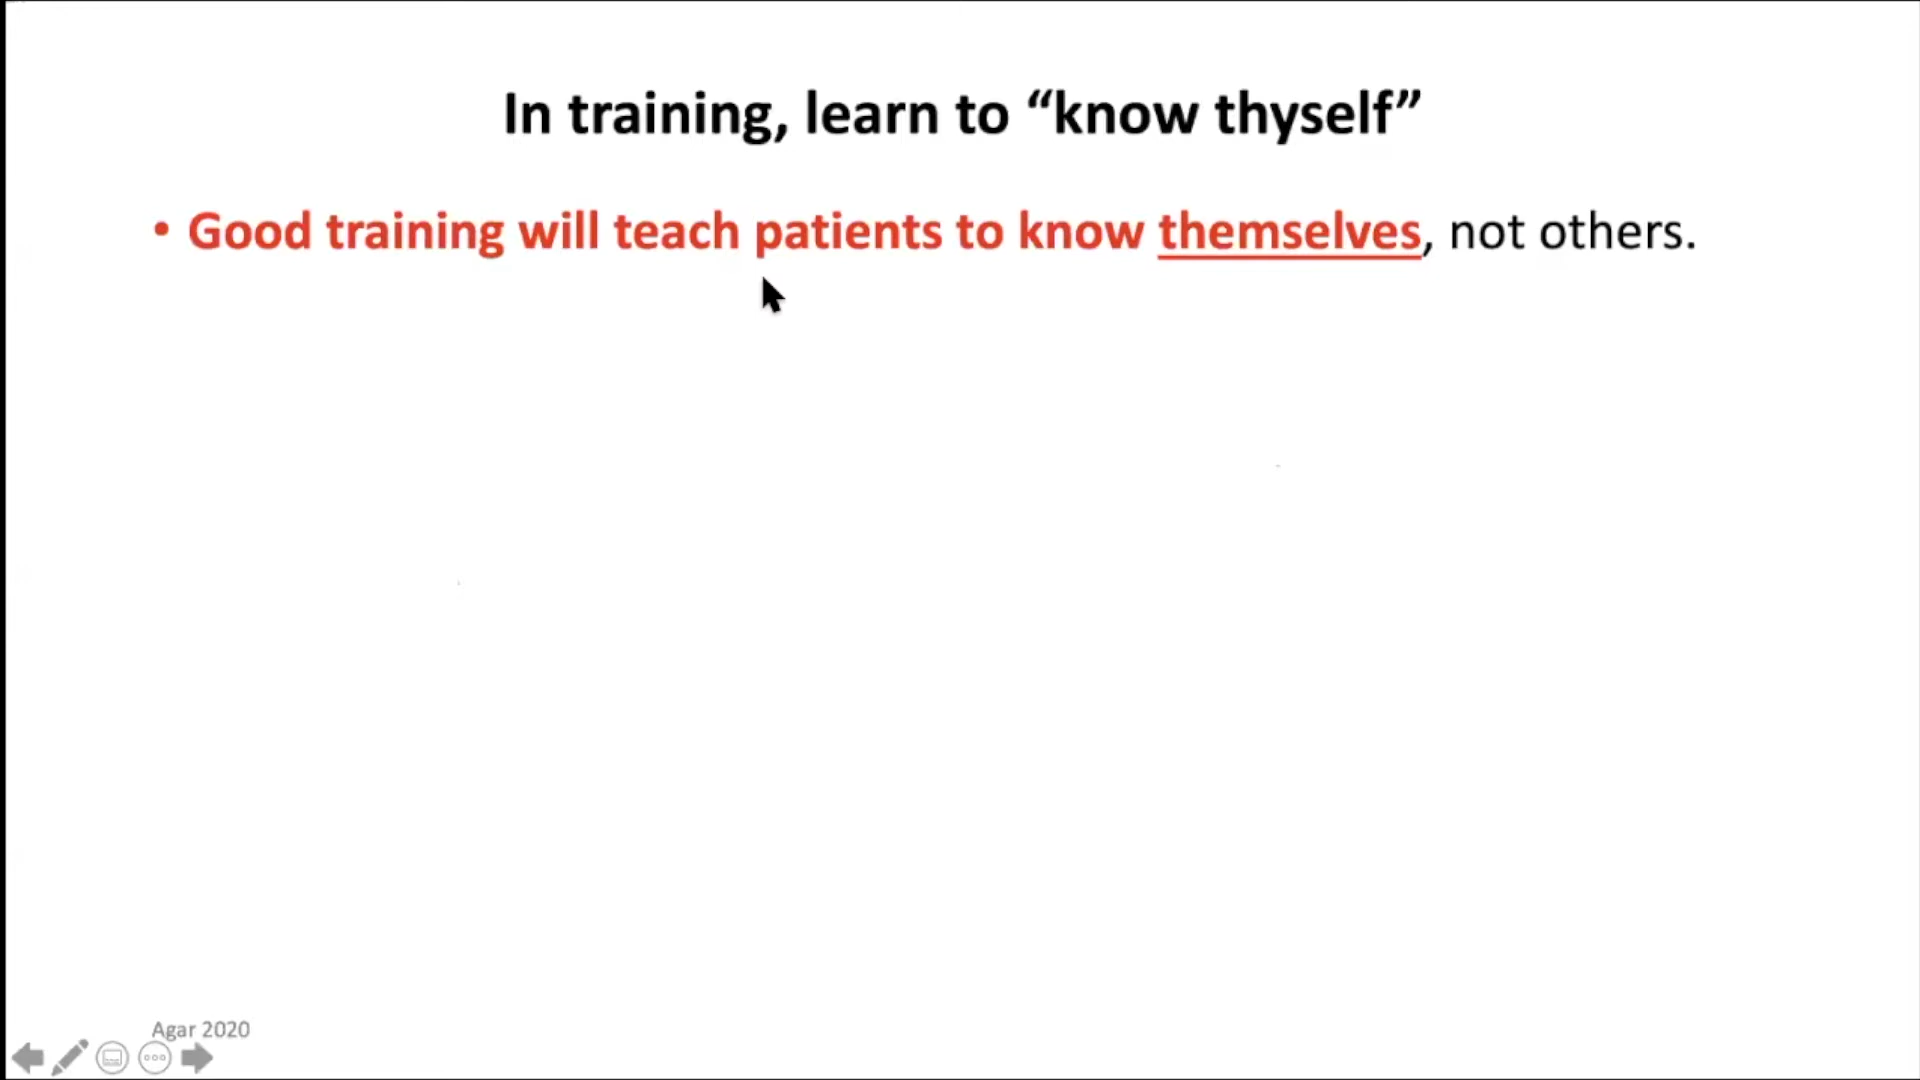 In training, learn to “know thyself”
• Good training will teach patients to know themselves, not others.
Agar 2020